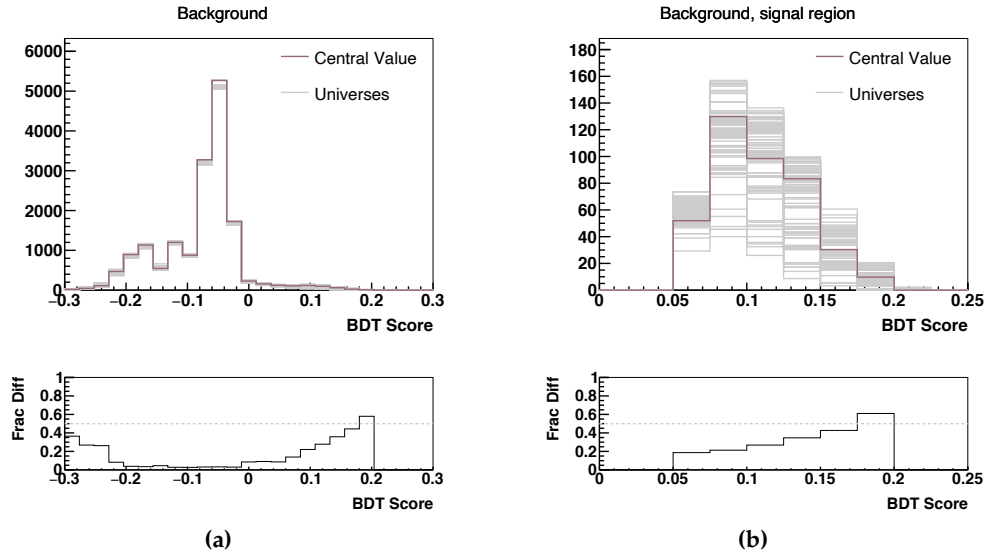 Background
6000
5000
4000
3000
2000
1000
0
Central Value
Universes
−0.3 −0.2 −0.1 0 0.1 0.2 0.3
BDT Score
Frac Diff
1
0.8
0.6
0.4
0.2
0
−0.3 −0.2 −0.1 0 0.1 0.2 0.3
BDT Score
(a)
Background, signal region
180
160
140
120
100
80
60
40
20
0
Central Value
Universes
0 0.05 0.1 0.15 0.2 0.25
BDT Score
Frac Diff
1
0.8
0.6
0.4
0.2
0
0 0.05 0.1 0.15 0.2 0.25
BDT Score
(b)